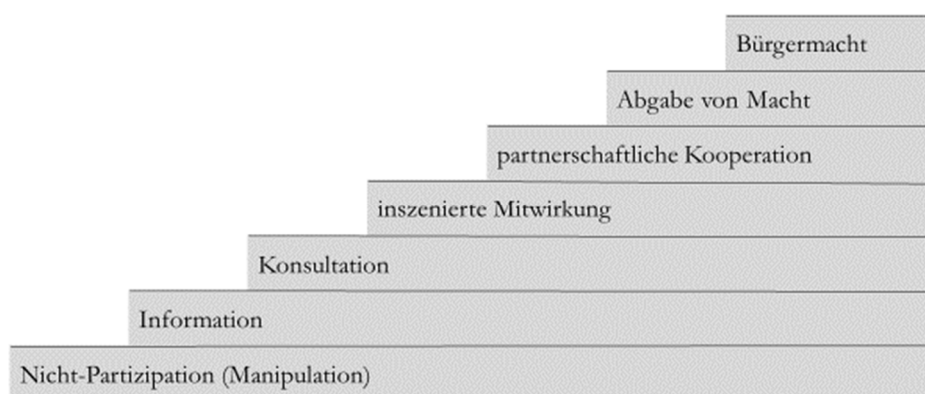 Bürgermacht
Abgabe von Macht
partnerschaftliche Kooperation
inszenierte Mitwirkung
Konsultation
Information
Nicht-Partizipation (Manipulation)